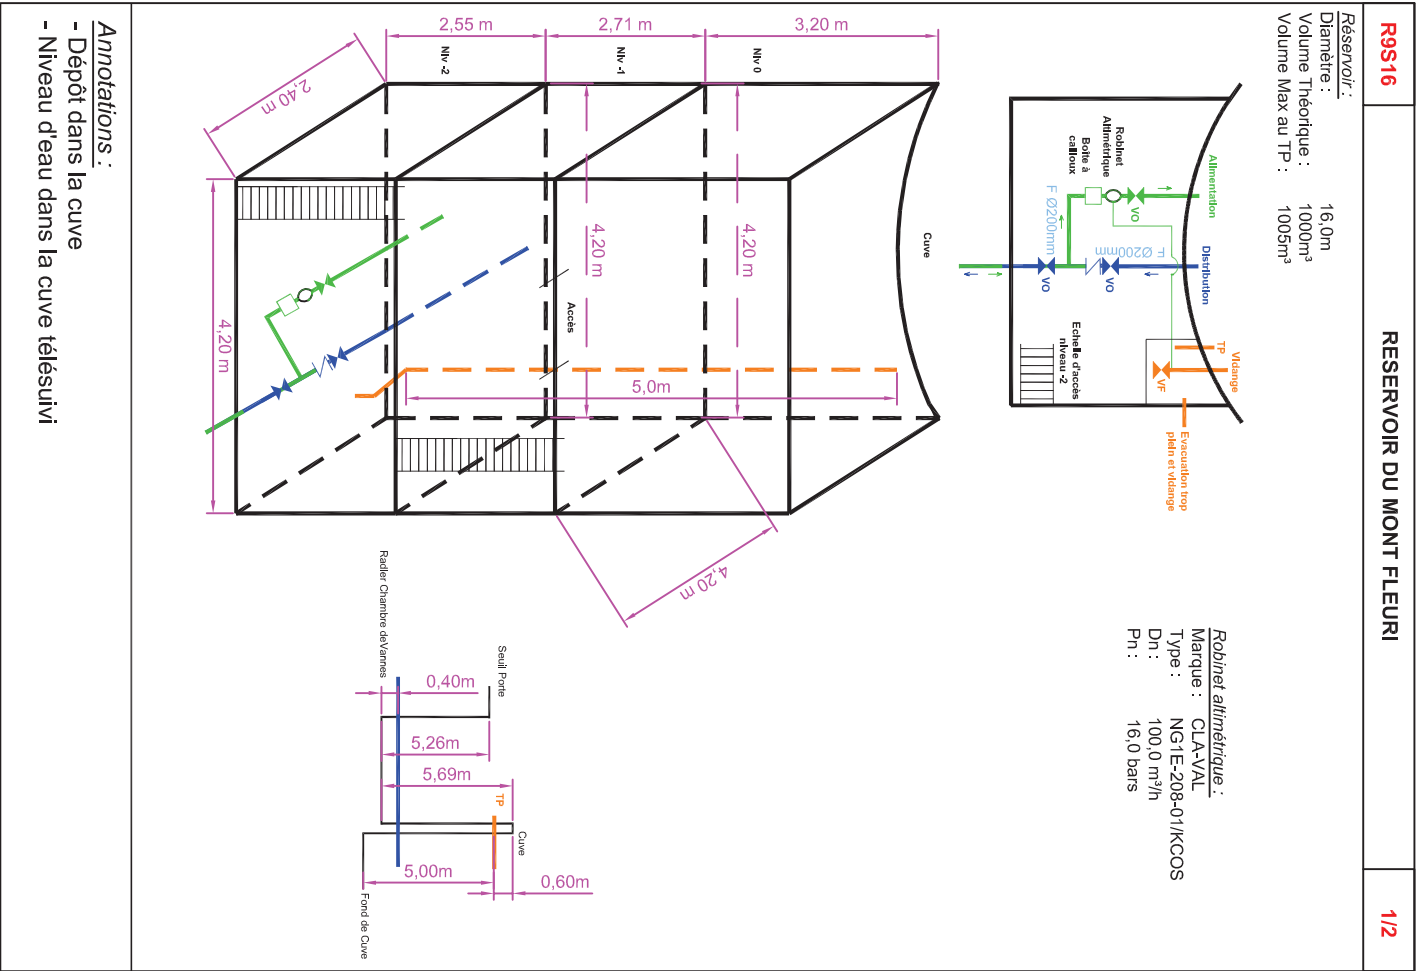 R9S16
RESERVOIR DU MONT FLEURI
1/2
Réservoir :
Diamètre : 16,0m
Volume Théorique : 1000m³
Volume Max au TP : 1005m³
Robinet altimétrique :
Marque : CLA-VAL
Type : NG1E-208-01/KCOS
Dn : 100,0 m³/h
Pn : 16,0 bars
Alimentation
Distribution
Vidange
TP
VF
Evacuation trop
plein et vidange
Robinet
Altimétrique
Boite à
cailloux
VO
VO
VO
F Ø200mm
F Ø200mm
Echelle d'accès
niveau -2
Cuve
3,20 m
2,71 m
2,55 m
Niv 0
Niv -1
Niv -2
4,20 m
4,20 m
Accès
5,0m
2,40 m
4,20 m
4,20 m
Seuil Porte
Radier Chambre deVannes
0,40m
5,26m
5,69m
TP
Cuve
5,00m
0,60m
Fond de Cuve
Annotations :
- Dépôt dans la cuve
- Niveau d'eau dans la cuve télésuivi